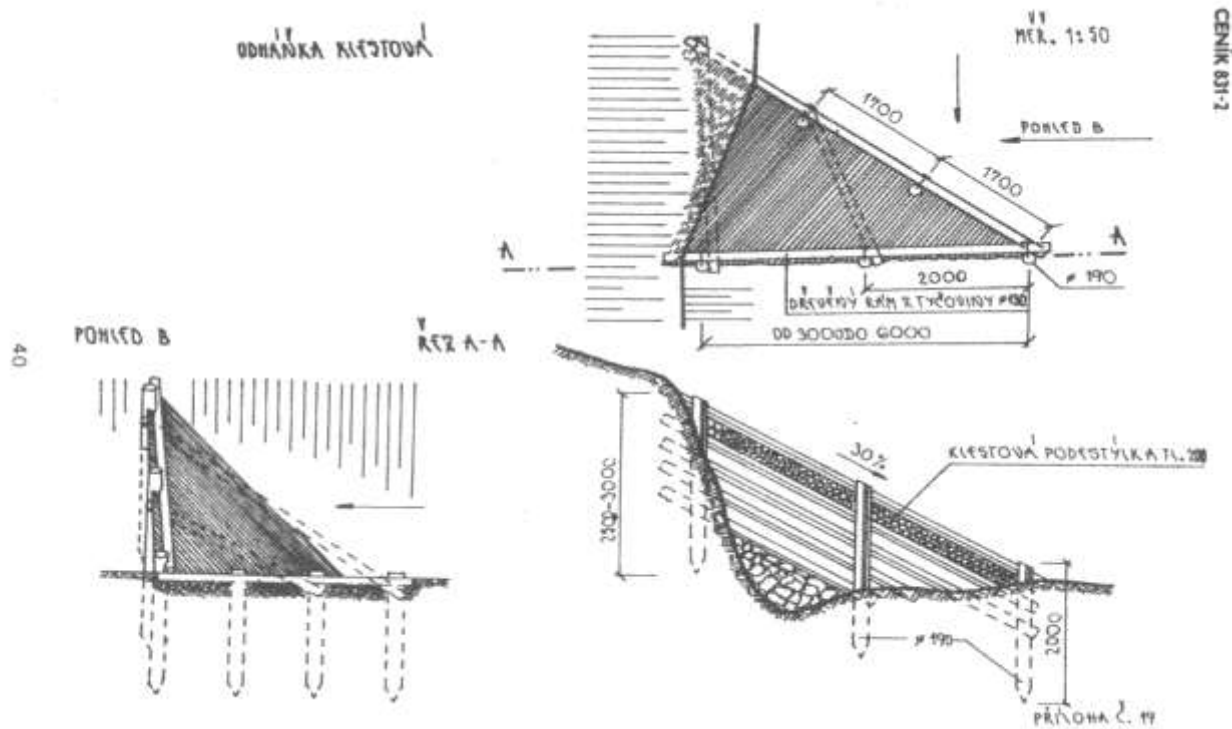 CENÍK 831-2
ODHÁŇKA KLESTOVÁ
MĚŘ. 1:50
1700
POHLED B
1700
A
A
2000
ø 190
DŘEVĚNÝ RÁM Z TYČOVINY
OD 3000 DO 6000
POHLED B
ŘEZ A-A
40
30%
KLESTOVÁ PODESTÝLKA TL.
ø 190
2000
PŘÍLOHA Č.